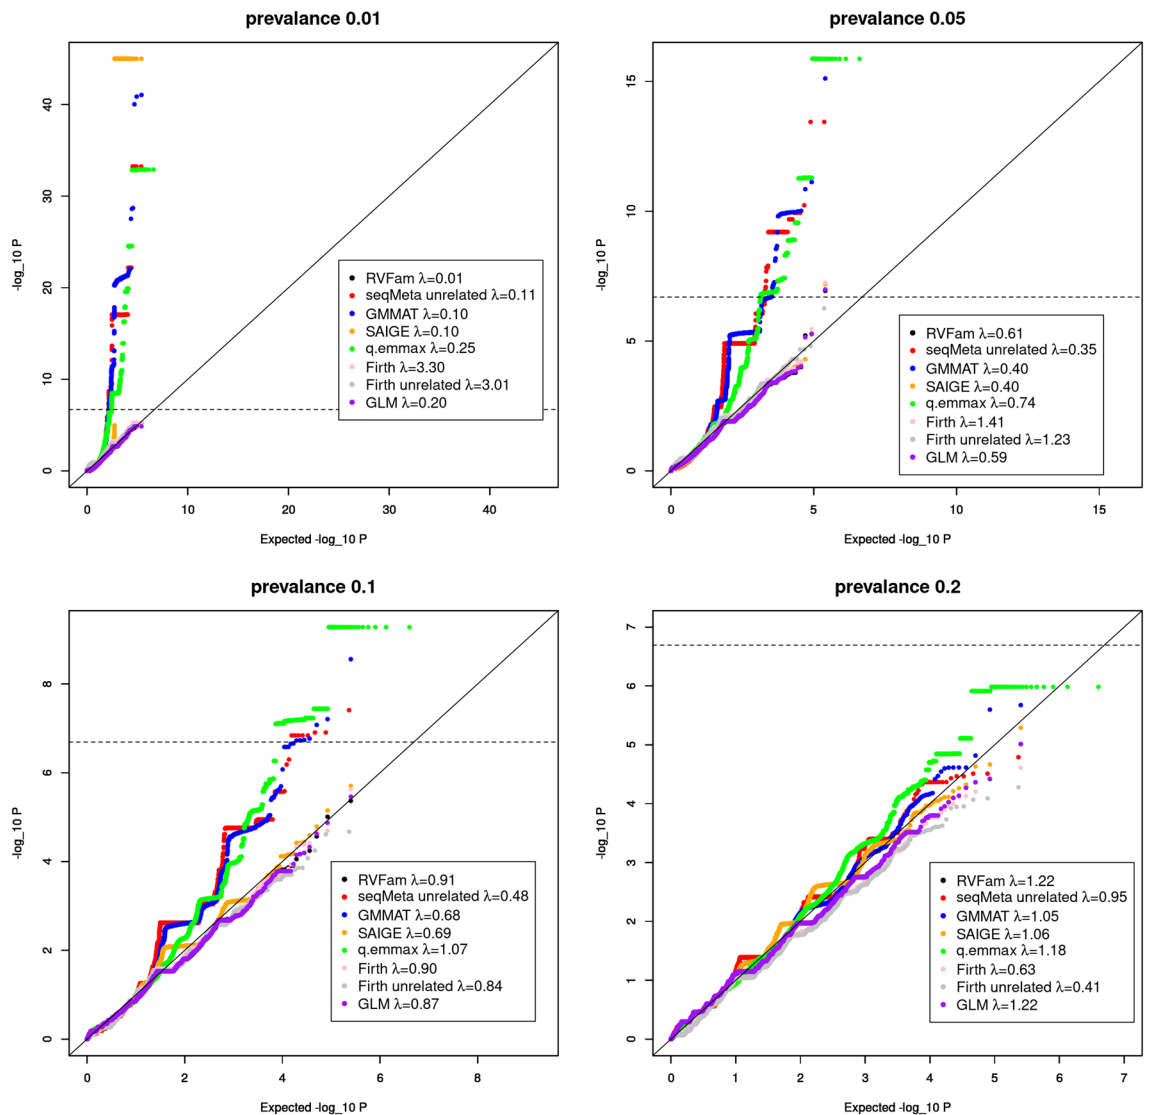 prevalance 0.01
-log_10 P
40
30
20
10
0
RVFam λ=0.01
seqMeta unrelated λ=0.11
GMMAT λ=0.10
SAIGE λ=0.10
q.emmax λ=0.25
Firth λ=3.30
Firth unrelated λ=3.01
GLM λ=0.20
0 10 20 30 40
Expected -log_10 P
prevalance 0.05
-log_10 P
15
10
5
0
RVFam λ=0.61
seqMeta unrelated λ=0.35
GMMAT λ=0.40
SAIGE λ=0.40
q.emmax λ=0.74
Firth λ=1.41
Firth unrelated λ=1.23
GLM λ=0.59
0 5 10 15
Expected -log_10 P
prevalance 0.1
-log_10 P
8
6
4
2
0
RVFam λ=0.91
seqMeta unrelated λ=0.48
GMMAT λ=0.68
SAIGE λ=0.69
q.emmax λ=1.07
Firth λ=0.90
Firth unrelated λ=0.84
GLM λ=0.87
0 2 4 6 8
Expected -log_10 P
prevalance 0.2
-log_10 P
7
6
5
4
3
2
1
0
RVFam λ=1.22
seqMeta unrelated λ=0.95
GMMAT λ=1.05
SAIGE λ=1.06
q.emmax λ=1.18
Firth λ=0.63
Firth unrelated λ=0.41
GLM λ=1.22
0 1 2 3 4 5 6 7
Expected -log_10 P